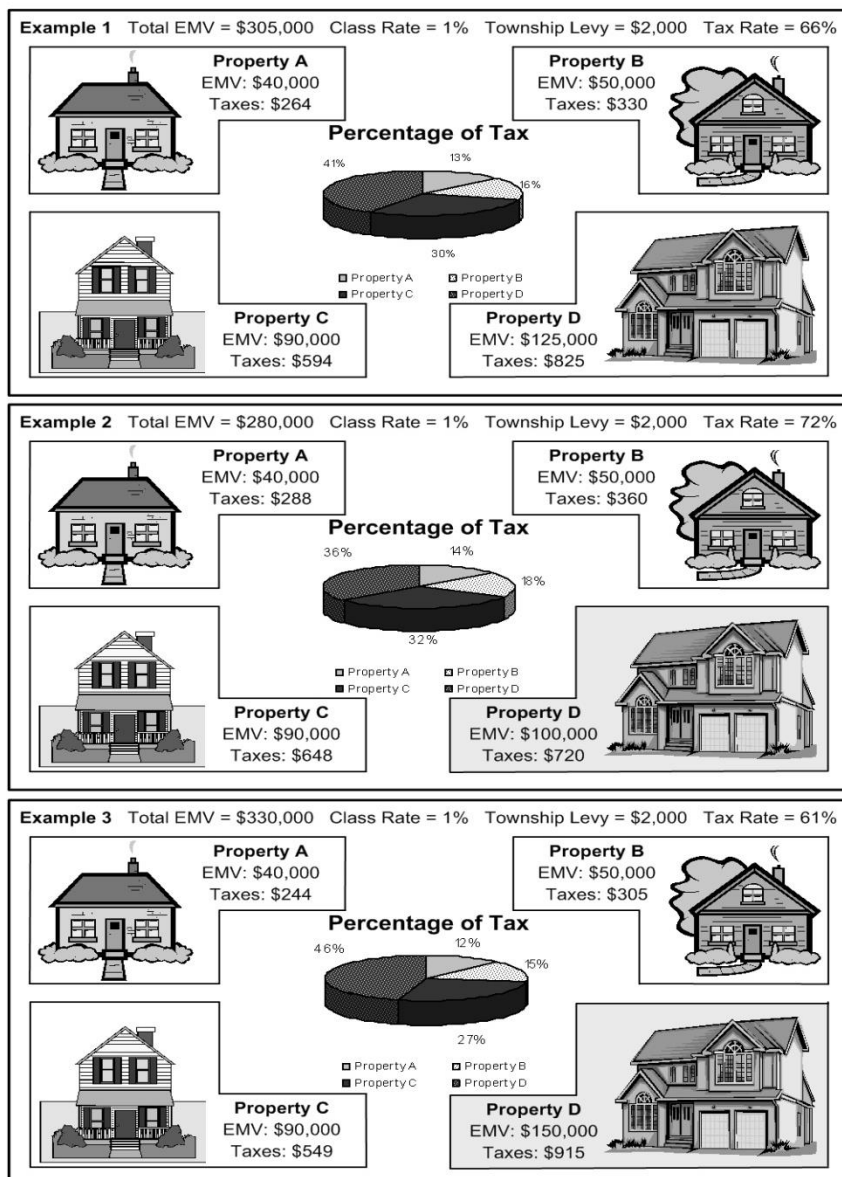 Example 1 Total EMV = $305,000 Class Rate = 1% Township Levy = $2,000 Tax Rate = 66%
Property A
EMV: $40,000
Taxes: $264
Property B
EMV: $50,000
Taxes: $330
Percentage of Tax
41%
13%
16%
30%
Property A
Property B
Property C
Property D
Property C
EMV: $90,000
Taxes: $594
Property D
EMV: $125,000
Taxes: $825
Example 2 Total EMV = $280,000 Class Rate = 1% Township Levy = $2,000 Tax Rate = 72%
Property A
EMV: $40,000
Taxes: $288
Property B
EMV: $50,000
Taxes: $360
Percentage of Tax
36%
14%
18%
32%
Property A
Property B
Property C
Property D
Property C
EMV: $90,000
Taxes: $648
Property D
EMV: $100,000
Taxes: $720
Example 3 Total EMV = $330,000 Class Rate = 1% Township Levy = $2,000 Tax Rate = 61%
Property A
EMV: $40,000
Taxes: $244
Property B
EMV: $50,000
Taxes: $305
Percentage of Tax
46%
12%
15%
27%
Property A
Property B
Property C
Property D
Property C
EMV: $90,000
Taxes: $549
Property D
EMV: $150,000
Taxes: $915